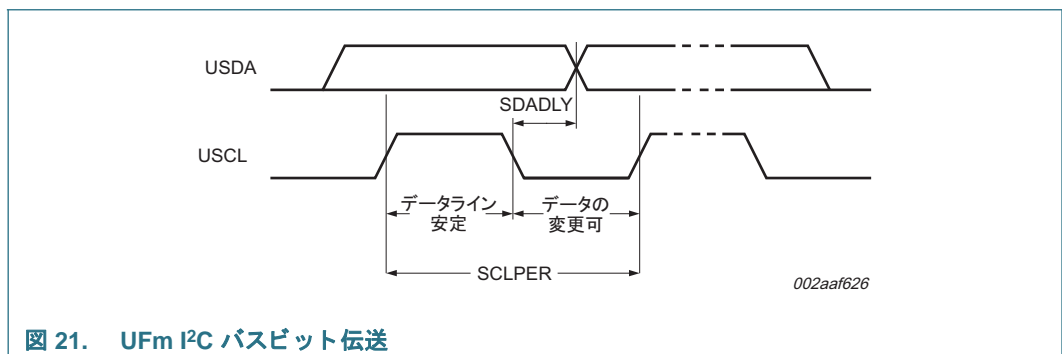 USDA
SDADLY
USCL
データライン
安定
データの
変更可
SCLPER
002aaf626
図 21. UFm I²C バスビット伝送